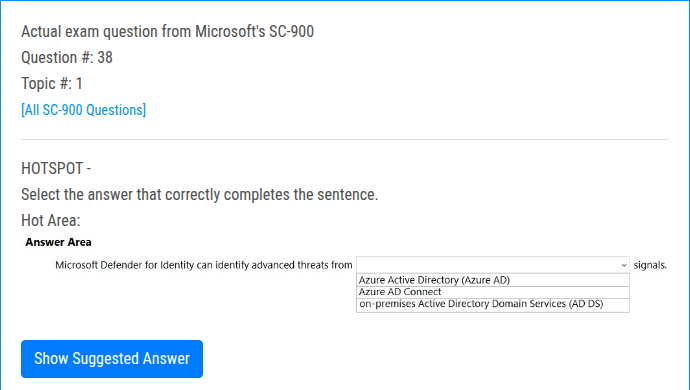 Actual exam question from Microsoft's SC-900
Question #: 38
Topic #: 1
[All SC-900 Questions]
HOTSPOT -
Select the answer that correctly completes the sentence.
Hot Area:
Answer Area
Microsoft Defender for Identity can identify advanced threats from signals.
Azure Active Directory (Azure AD)
Azure AD Connect
on-premises Active Directory Domain Services (AD DS)
Show Suggested Answer